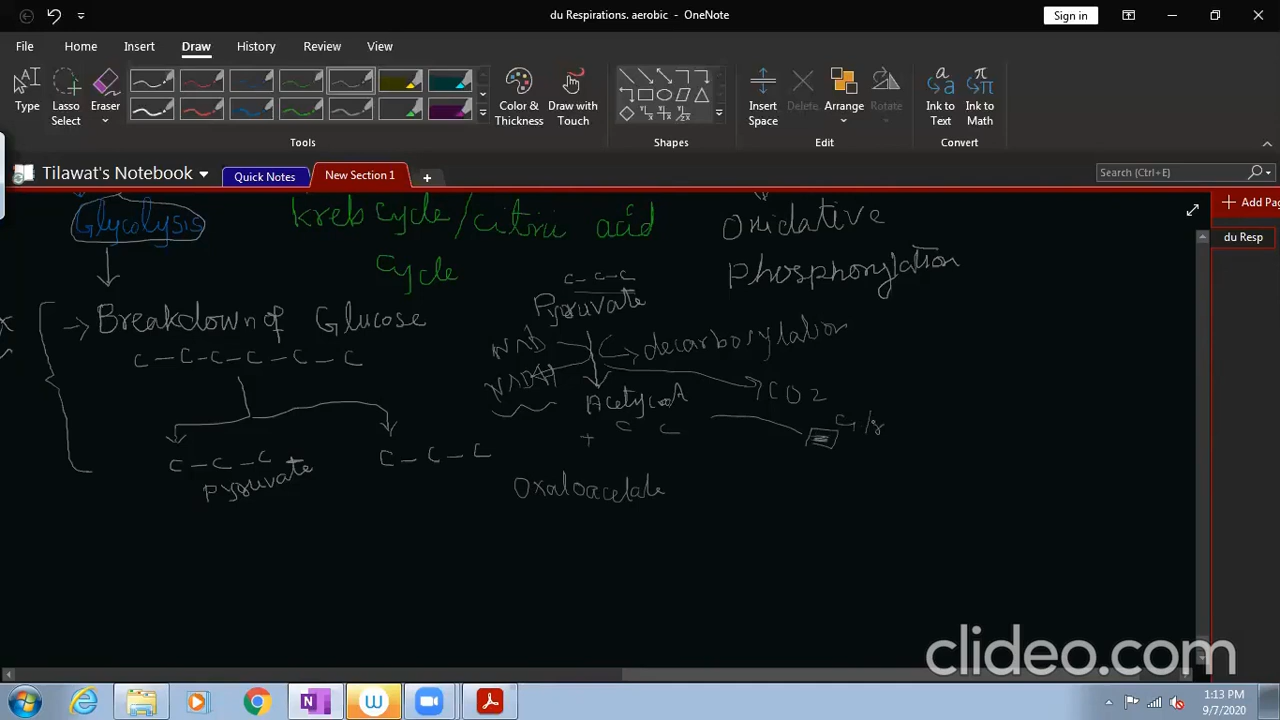 du Respirations. aerobic - OneNote
Sign in
File Home Insert Draw History Review View
Type
Lasso Select
Eraser
Color & Thickness
Draw with Touch
Insert Space
Delete
Arrange
Rotate
Ink to Text
Ink to Math
Tools
Shapes
Edit
Convert
Tilawat's Notebook
Quick Notes
New Section 1
Search (Ctrl+E)
Add Pag
du Resp
Glycolysis
Kreb Cycle/citric acid
Cycle
Oxidative
phosphorylation
Breakdown of Glucose
C-C-C-C-C-C
C-C-C
Pyruvate
C-C-C
C-C-C
Pyruvate
NAD
NADH
decarboxylation
CO2
AcetycoA
C C
+
Oxaloacetate
clideo.com
1:13 PM
9/7/2020